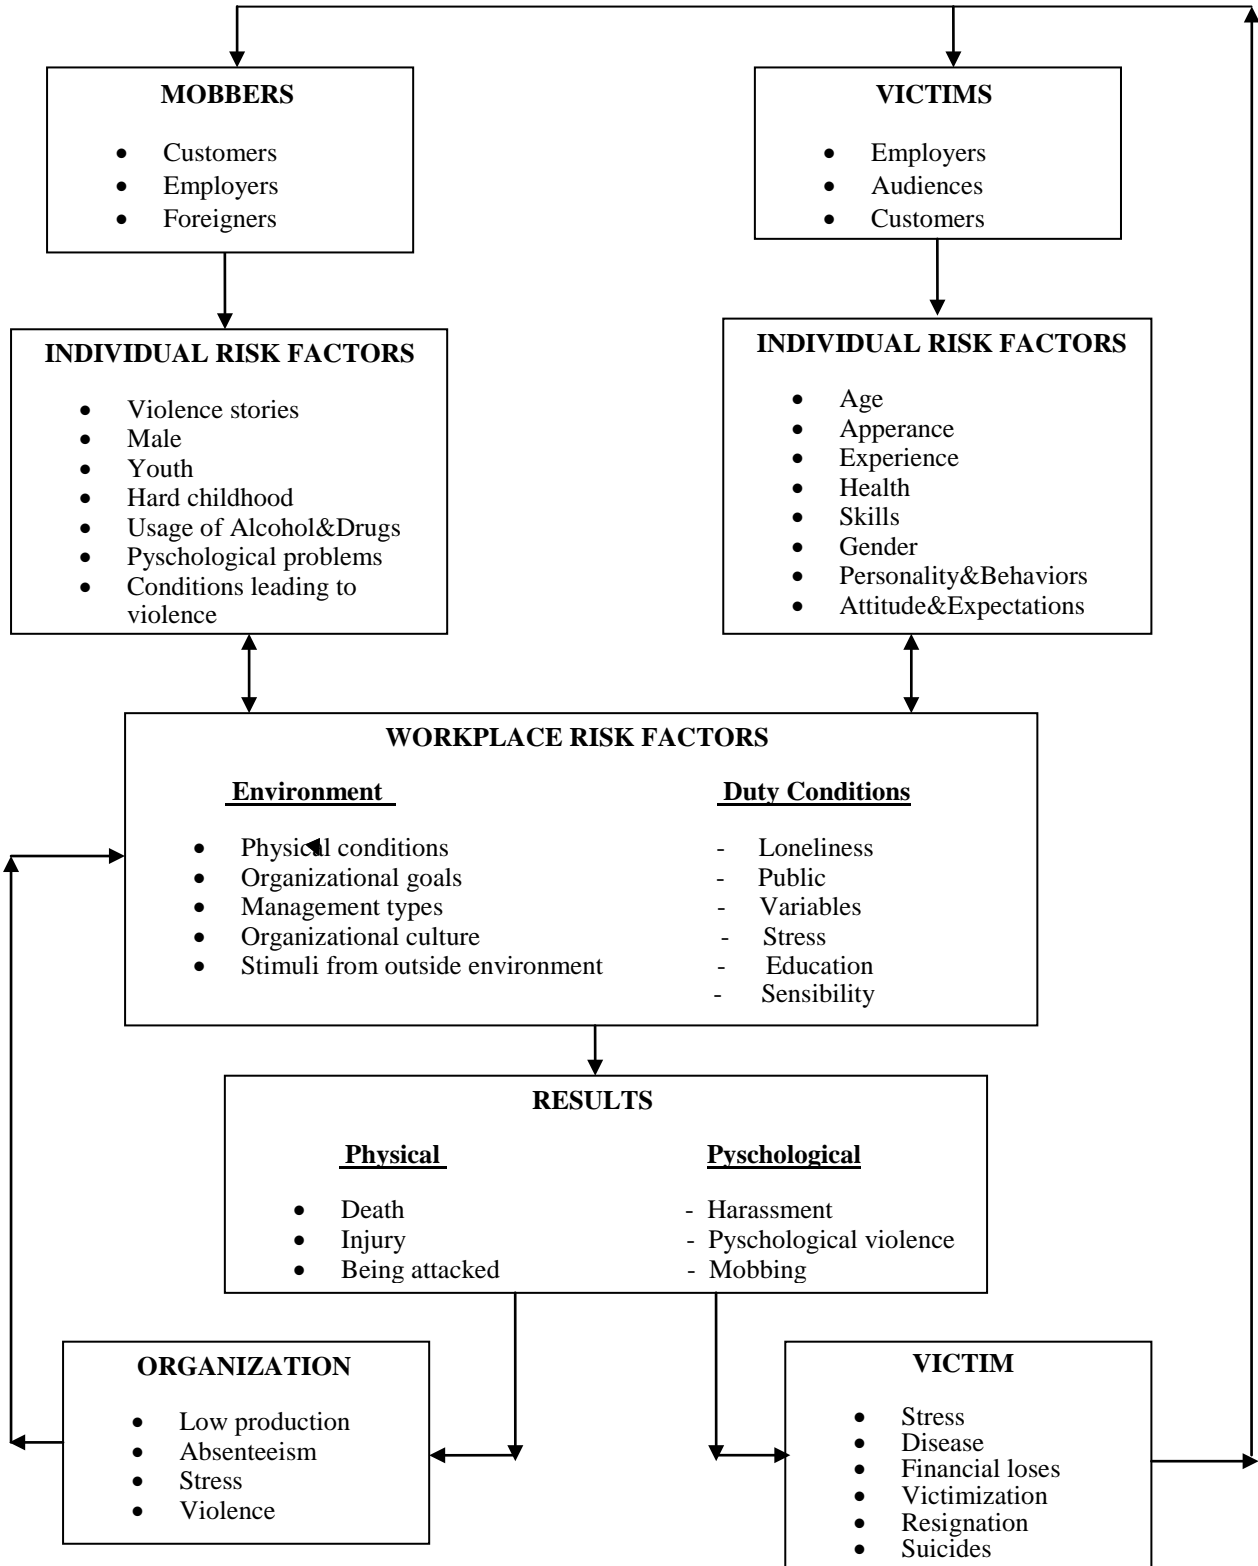 MOBBERS
• Customers
• Employers
• Foreigners
VICTIMS
• Employers
• Audiences
• Customers
INDIVIDUAL RISK FACTORS
• Violence stories
• Male
• Youth
• Hard childhood
• Usage of Alcohol&Drugs
• Pyschological problems
• Conditions leading to
violence
INDIVIDUAL RISK FACTORS
• Age
• Apperance
• Experience
• Health
• Skills
• Gender
• Personality&Behaviors
• Attitude&Expectations
WORKPLACE RISK FACTORS
Environment
• Physical conditions
• Organizational goals
• Management types
• Organizational culture
• Stimuli from outside environment
Duty Conditions
- Loneliness
- Public
- Variables
- Stress
- Education
- Sensibility
RESULTS
Physical
• Death
• Injury
• Being attacked
Pyschological
- Harassment
- Pyschological violence
- Mobbing
ORGANIZATION
• Low production
• Absenteeism
• Stress
• Violence
VICTIM
• Stress
• Disease
• Financial loses
• Victimization
• Resignation
• Suicides